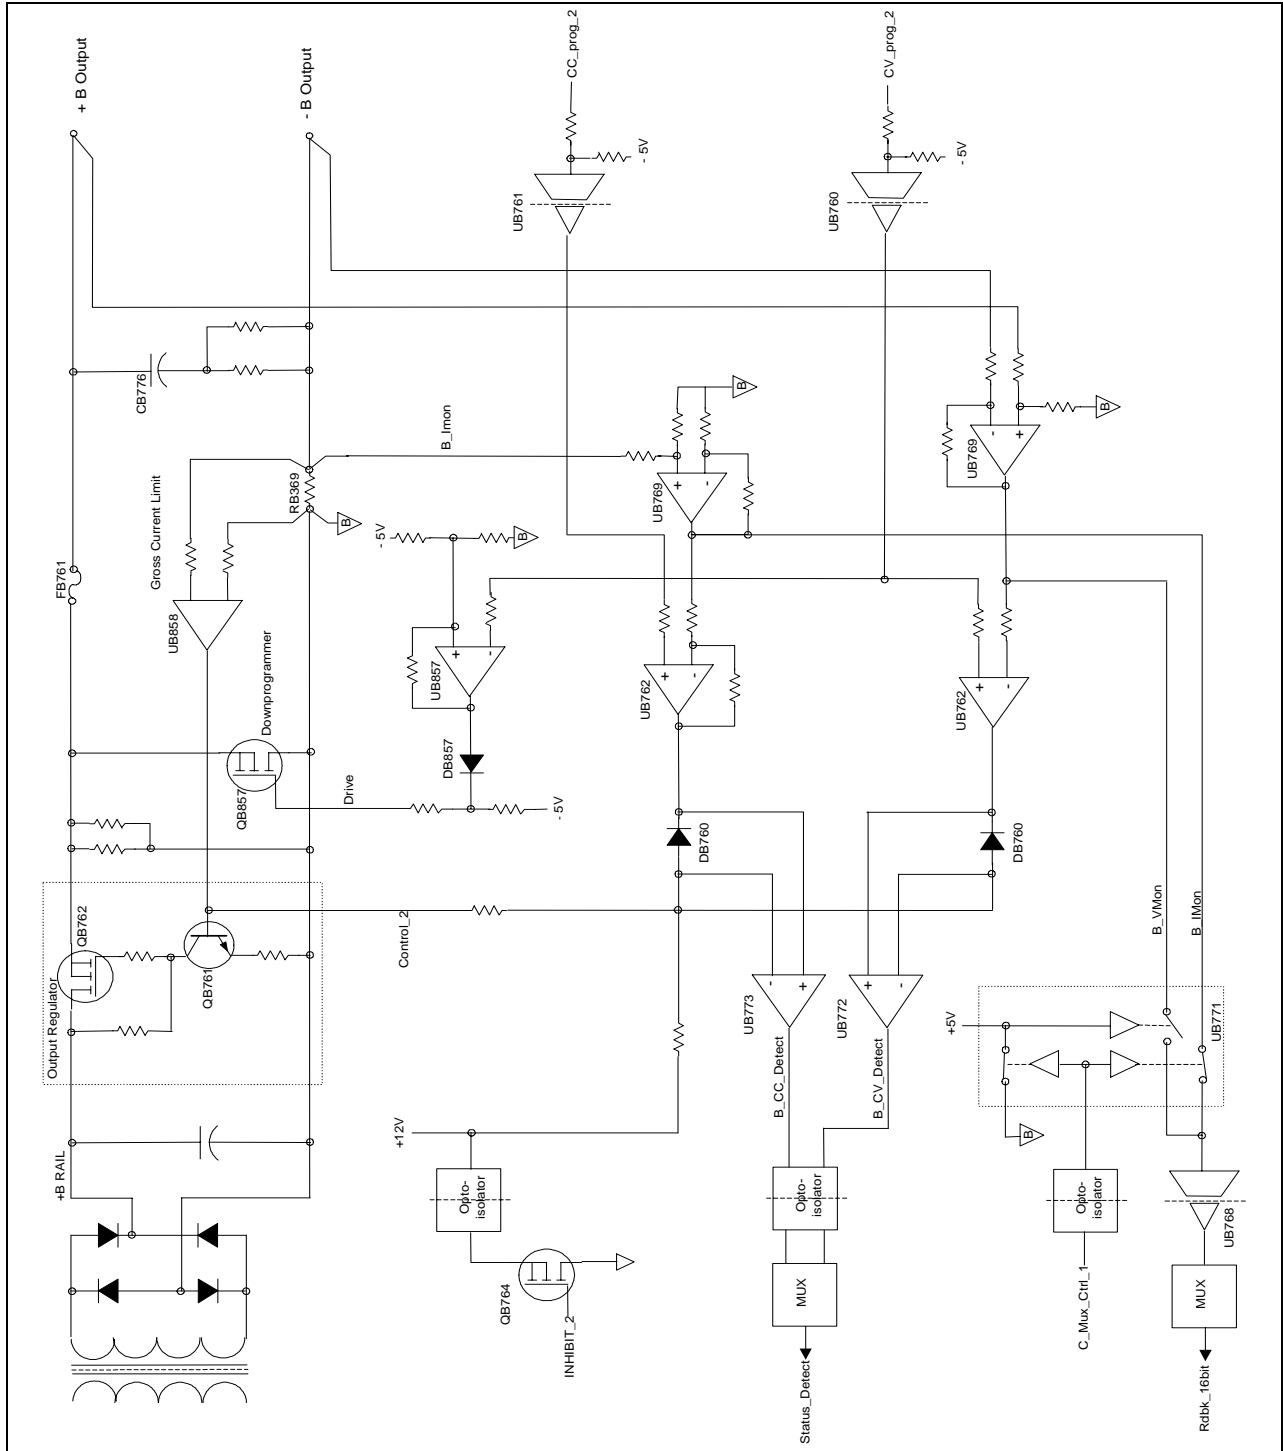 + B Output
- B Output
CC_prog_2
CV_prog_2
- 5V
- 5V
UB761
UB760
CB776
B_Imon
B
UB769
-
+
B
UB769
+
-
Gross Current Limit
RB369
B
- 5V
B
FB761
UB858
Downprogrammer
QB857
Drive
UB857
+
-
DB857
- 5V
UB762
+
-
UB762
+
-
DB760
DB760
Output Regulator
QB762
QB761
Control_2
UB773
-
+
UB772
+
-
B_CC_Detect
B_CV_Detect
B_VMon
B_IMon
+5V
UB771
B
+B RAIL
+12V
Opto-
isolator
QB764
INHIBIT_2
Opto-
isolator
MUX
Status_Detect
Opto-
isolator
C_Mux_Ctrl_1
UB768
MUX
Rdbk_16bit